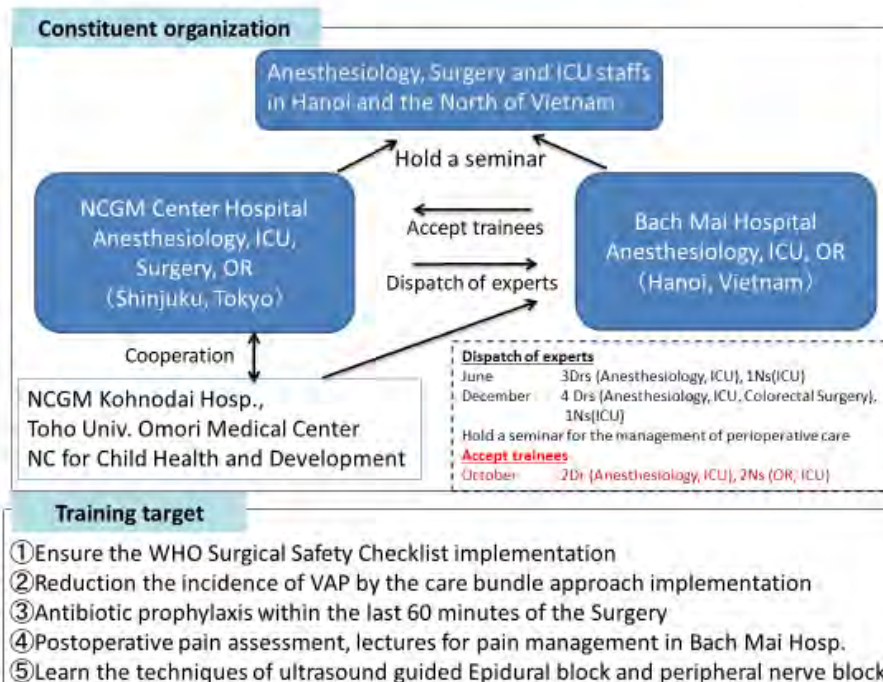 Constituent organization
Anesthesiology, Surgery and ICU staffs
in Hanoi and the North of Vietnam
Hold a seminar
NCGM Center Hospital
Anesthesiology, ICU,
Surgery, OR
（Shinjuku, Tokyo）
Accept trainees
Dispatch of experts
Bach Mai Hospital
Anesthesiology, ICU, OR
（Hanoi, Vietnam）
Cooperation
NCGM Kohnodai Hosp.,
Toho Univ. Omori Medical Center
NC for Child Health and Development
Dispatch of experts
June 3Drs (Anesthesiology, ICU), 1Ns(ICU)
December 4 Drs (Anesthesiology, ICU, Colorectal Surgery),
1Ns(ICU)
Hold a seminar for the management of perioperative care
Accept trainees
October 2Dr (Anesthesiology, ICU), 2Ns (OR, ICU)
Training target
①Ensure the WHO Surgical Safety Checklist implementation
②Reduction the incidence of VAP by the care bundle approach implementation
③Antibiotic prophylaxis within the last 60 minutes of the Surgery
④Postoperative pain assessment, lectures for pain management in Bach Mai Hosp.
⑤Learn the techniques of ultrasound guided Epidural block and peripheral nerve block